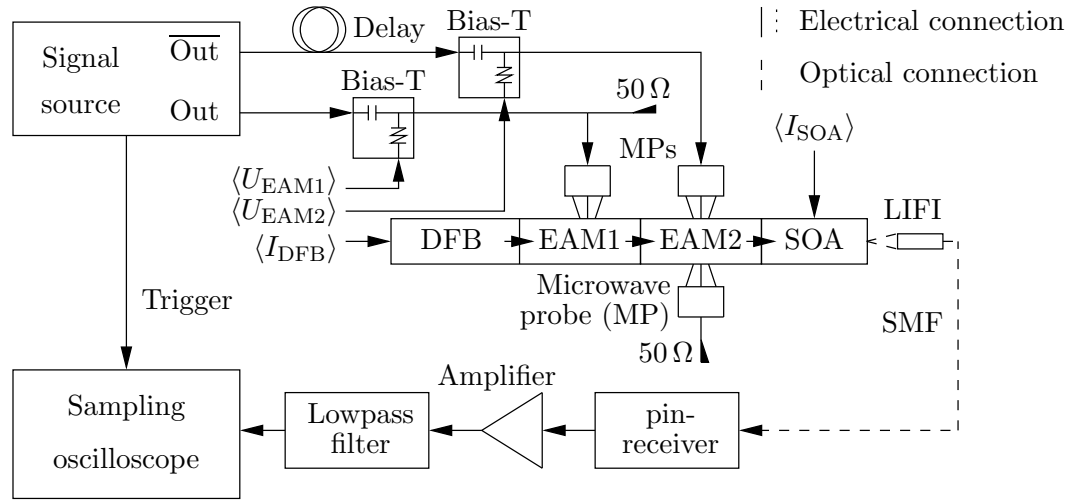 Signal
source
O̅u̅t̅
Out
Delay
Bias-T
Bias-T
50 Ω
Electrical connection
Optical connection
⟨I_SOA⟩
MPs
⟨U_EAM1⟩
⟨U_EAM2⟩
⟨I_DFB⟩
DFB
EAM1
EAM2
SOA
LIFI
Microwave
probe (MP)
50 Ω
SMF
Trigger
Sampling
oscilloscope
Lowpass
filter
Amplifier
pin-
receiver